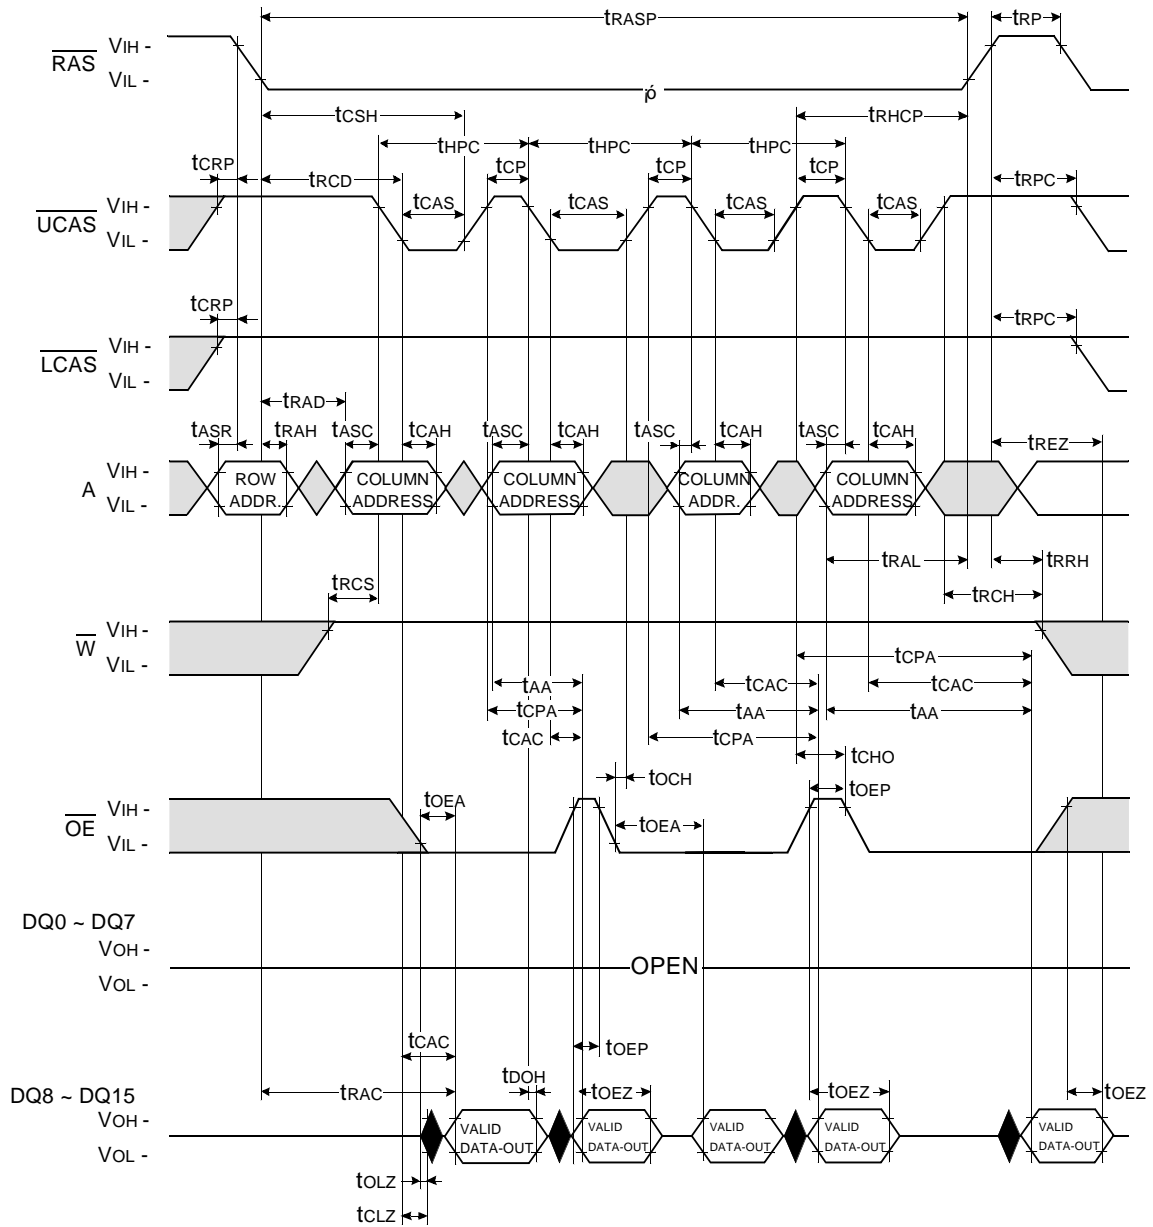 tRASP tRP
RAS VIH -
VIL -
tCSH tRHCP
tHPC tHPC tHPC
tCRP tRCD tCP tCP tCP tRPC
UCAS VIH -
VIL -
tCAS tCAS tCAS tCAS
tCRP tRPC
LCAS VIH -
VIL -
tRAD
tASR tRAH tASC tCAH tASC tCAH tASC tCAH tASC tCAH tREZ
A VIH -
VIL -
ROW ADDR.
COLUMN ADDRESS
COLUMN ADDRESS
COLUMN ADDR.
COLUMN ADDRESS
tRAL tRRH
tRCS tRCH
W VIH -
VIL -
tCPA
tAA tCAC tCAC
tCPA tAA tAA
tCAC tCPA
tCHO
tOCH
tOEP
OE VIH -
VIL -
tOEA tOEA
DQ0 ~ DQ7
VOH -
VOL -
OPEN
tCAC tOEP
tDOH
tRAC tOEZ tOEZ tOEZ
DQ8 ~ DQ15
VOH -
VOL -
VALID DATA-OUT
VALID DATA-OUT
VALID DATA-OUT
VALID DATA-OUT
VALID DATA-OUT
tOLZ
tCLZ